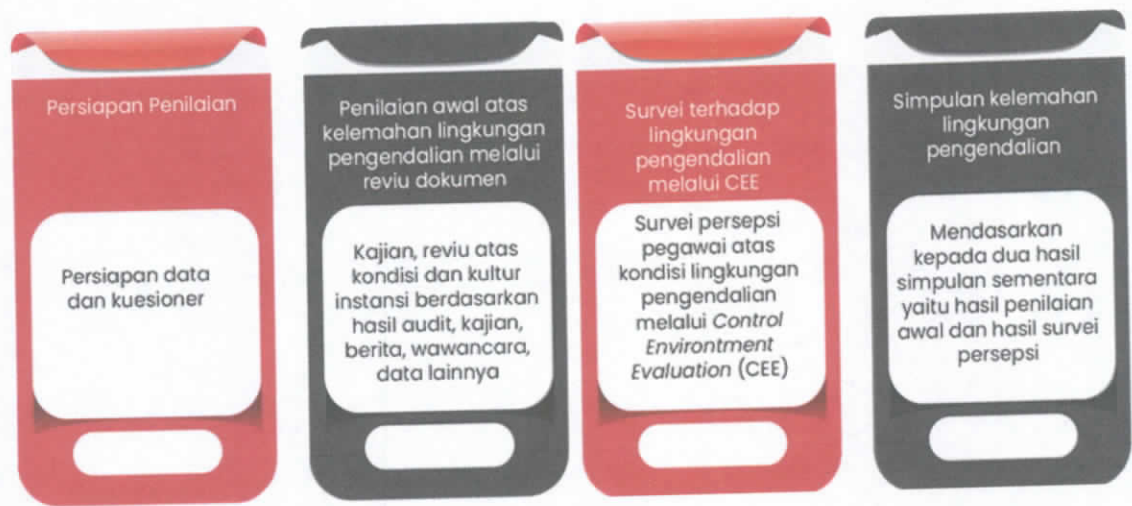 Persiapan Penilaian
Persiapan data
dan kuesioner
Penilaian awal atas
kelemahan lingkungan
pengendalian melalui
reviu dokumen
Kajian, reviu atas
kondisi dan kultur
instansi berdasarkan
hasil audit, kajian,
berita, wawancara,
data lainnya
Survei terhadap
lingkungan
pengendalian
melalui CEE
Survei persepsi
pegawai atas
kondisi lingkungan
pengendalian
melalui Control
Environtment
Evaluation (CEE)
Simpulan kelemahan
lingkungan
pengendalian
Mendasarkan
kepada dua hasil
simpulan sementara
yaitu hasil penilaian
awal dan hasil survei
persepsi